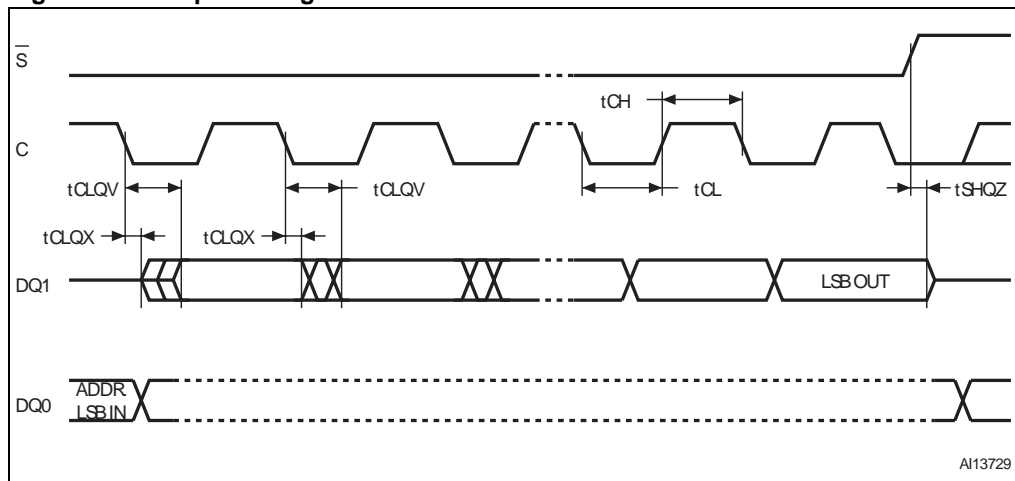 S
tCH
C
tCLQV
tCLQV
tCL
tSHQZ
tCLQX
tCLQX
DQ1
LSB OUT
ADDR.
DQ0
LSB IN
AI13729